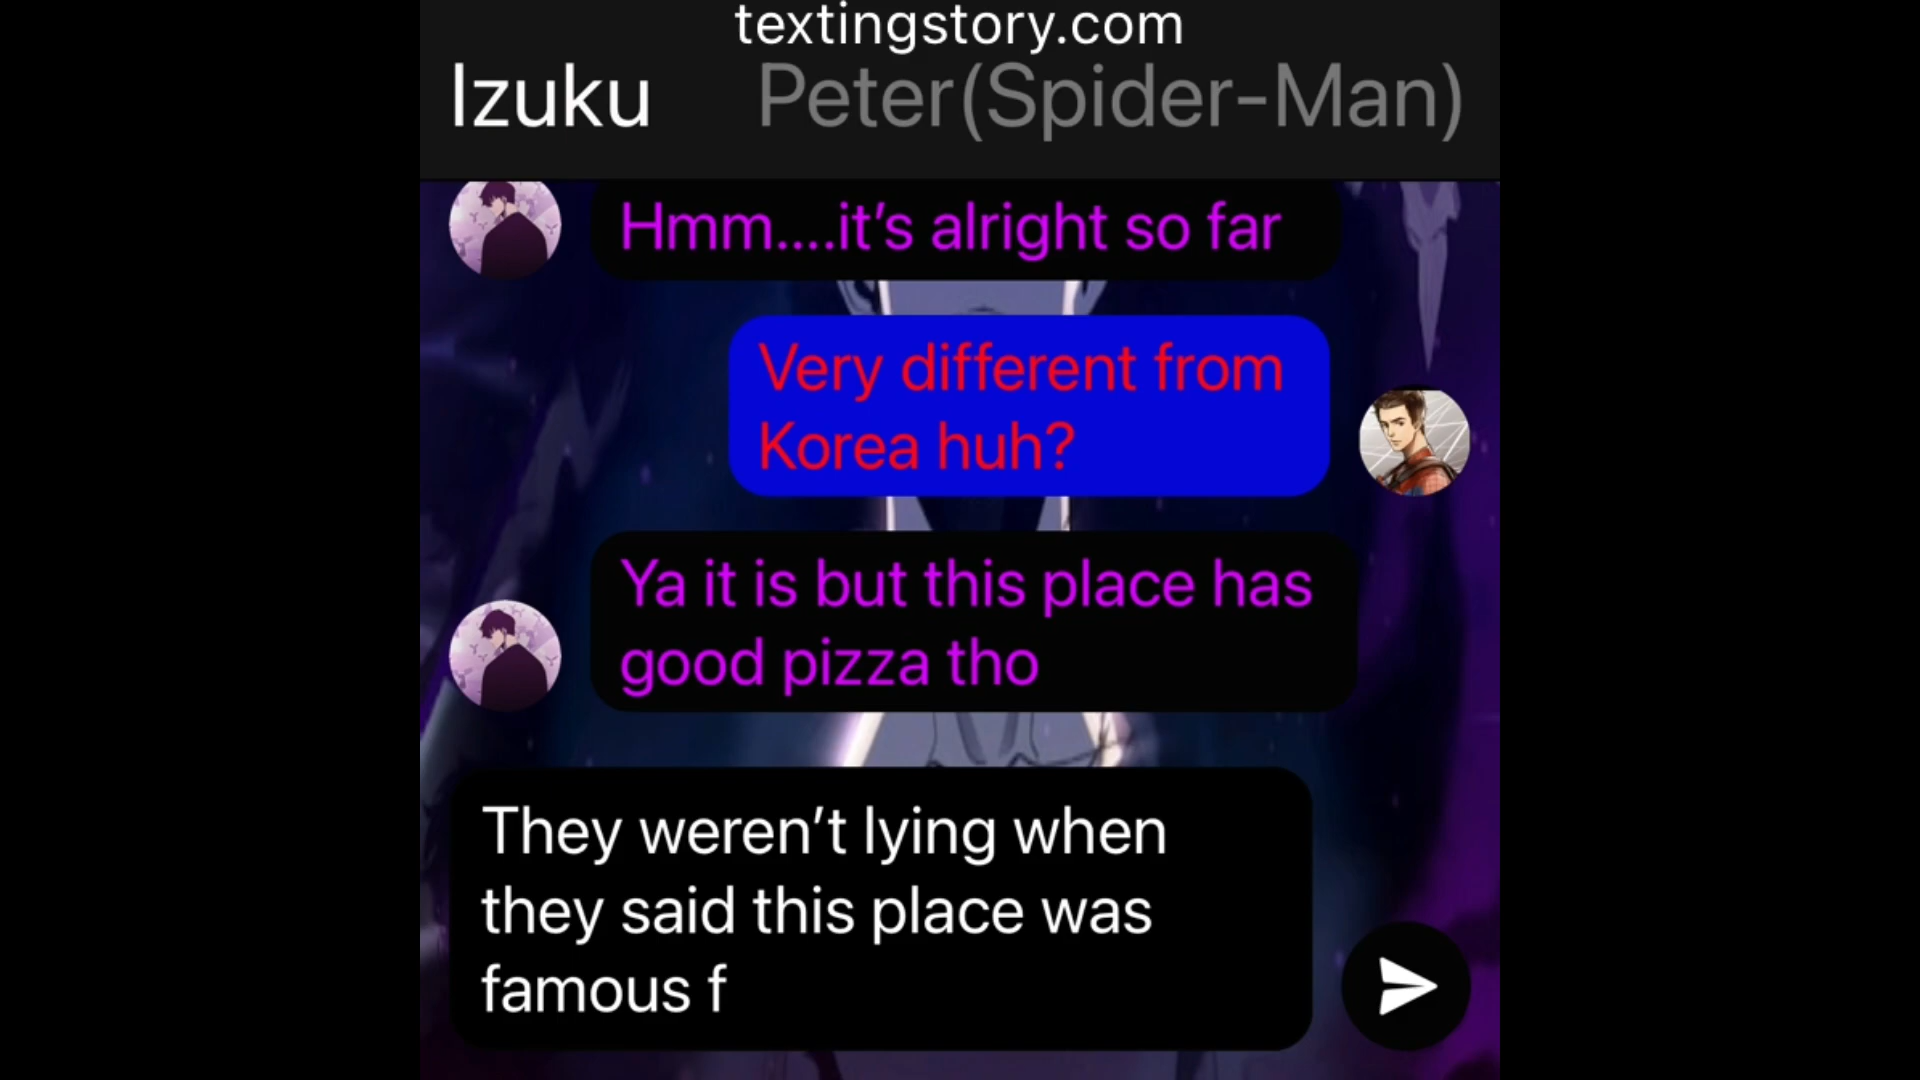 textingstory.com
Izuku Peter(Spider-Man)
Hmm....it’s alright so far
Very different from
Korea huh?
Ya it is but this place has
good pizza tho
They weren’t lying when
they said this place was
famous f